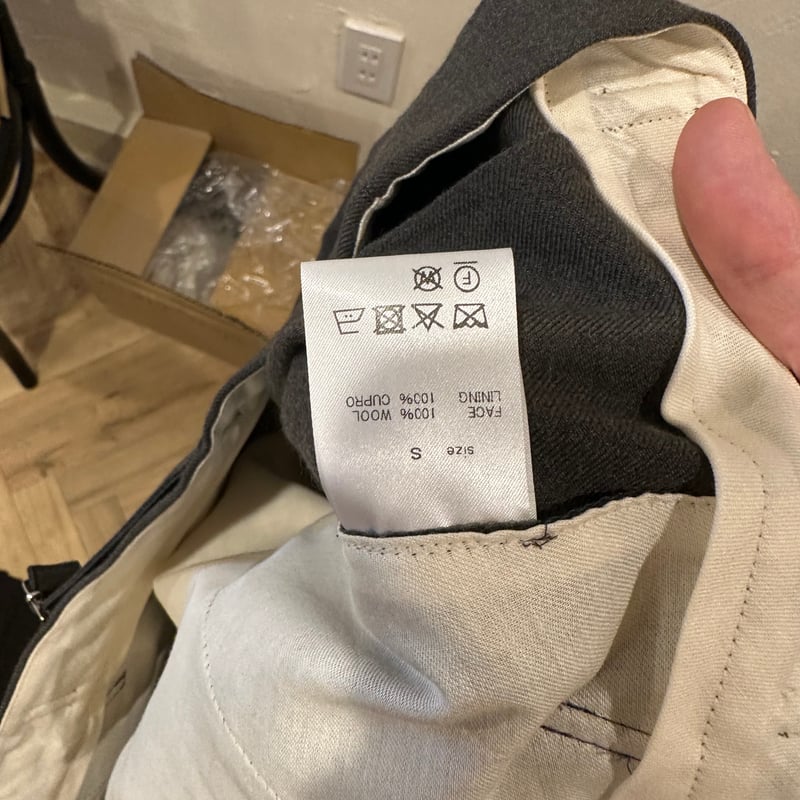 size S
FACE 100% WOOL
LINING 100% CUPRO
F W